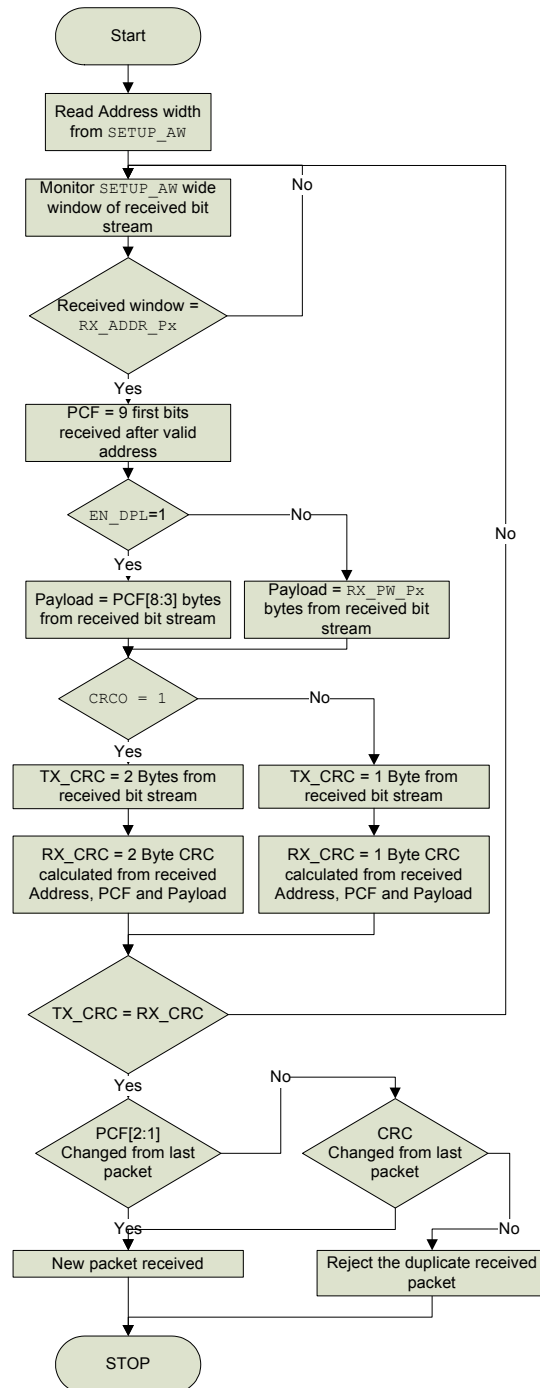 Start
Read Address width
from SETUP_AW
Monitor SETUP_AW wide
window of received bit
stream
No
Received window =
RX_ADDR_Px
Yes
PCF = 9 first bits
received after valid
address
EN_DPL=1
No
Yes
No
Payload = PCF[8:3] bytes
from received bit stream
Payload = RX_PW_Px
bytes from received bit
stream
CRCO = 1
No
Yes
TX_CRC = 2 Bytes from
received bit stream
TX_CRC = 1 Byte from
received bit stream
RX_CRC = 2 Byte CRC
calculated from received
Address, PCF and Payload
RX_CRC = 1 Byte CRC
calculated from received
Address, PCF and Payload
TX_CRC = RX_CRC
Yes
No
PCF[2:1]
Changed from last
packet
CRC
Changed from last
packet
Yes
No
New packet received
Reject the duplicate received
packet
STOP